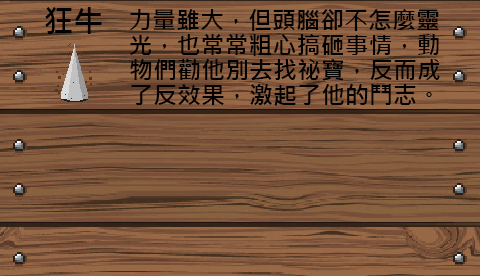 狂牛
力量雖大，但頭腦卻不怎麼靈
光，也常常粗心搞砸事情，動
物們勸他別去找祕寶，反而成
了反效果，激起了他的鬥志。